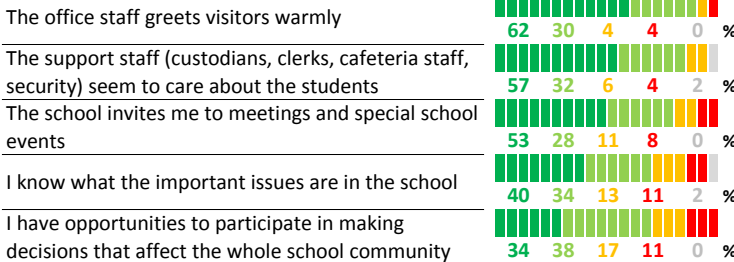 The office staff greets visitors warmly
62 30 4 4 0 %
The support staff (custodians, clerks, cafeteria staff,
security) seem to care about the students
57 32 6 4 2 %
The school invites me to meetings and special school
events
53 28 11 8 0 %
I know what the important issues are in the school
40 34 13 11 2 %
I have opportunities to participate in making
decisions that affect the whole school community
34 38 17 11 0 %